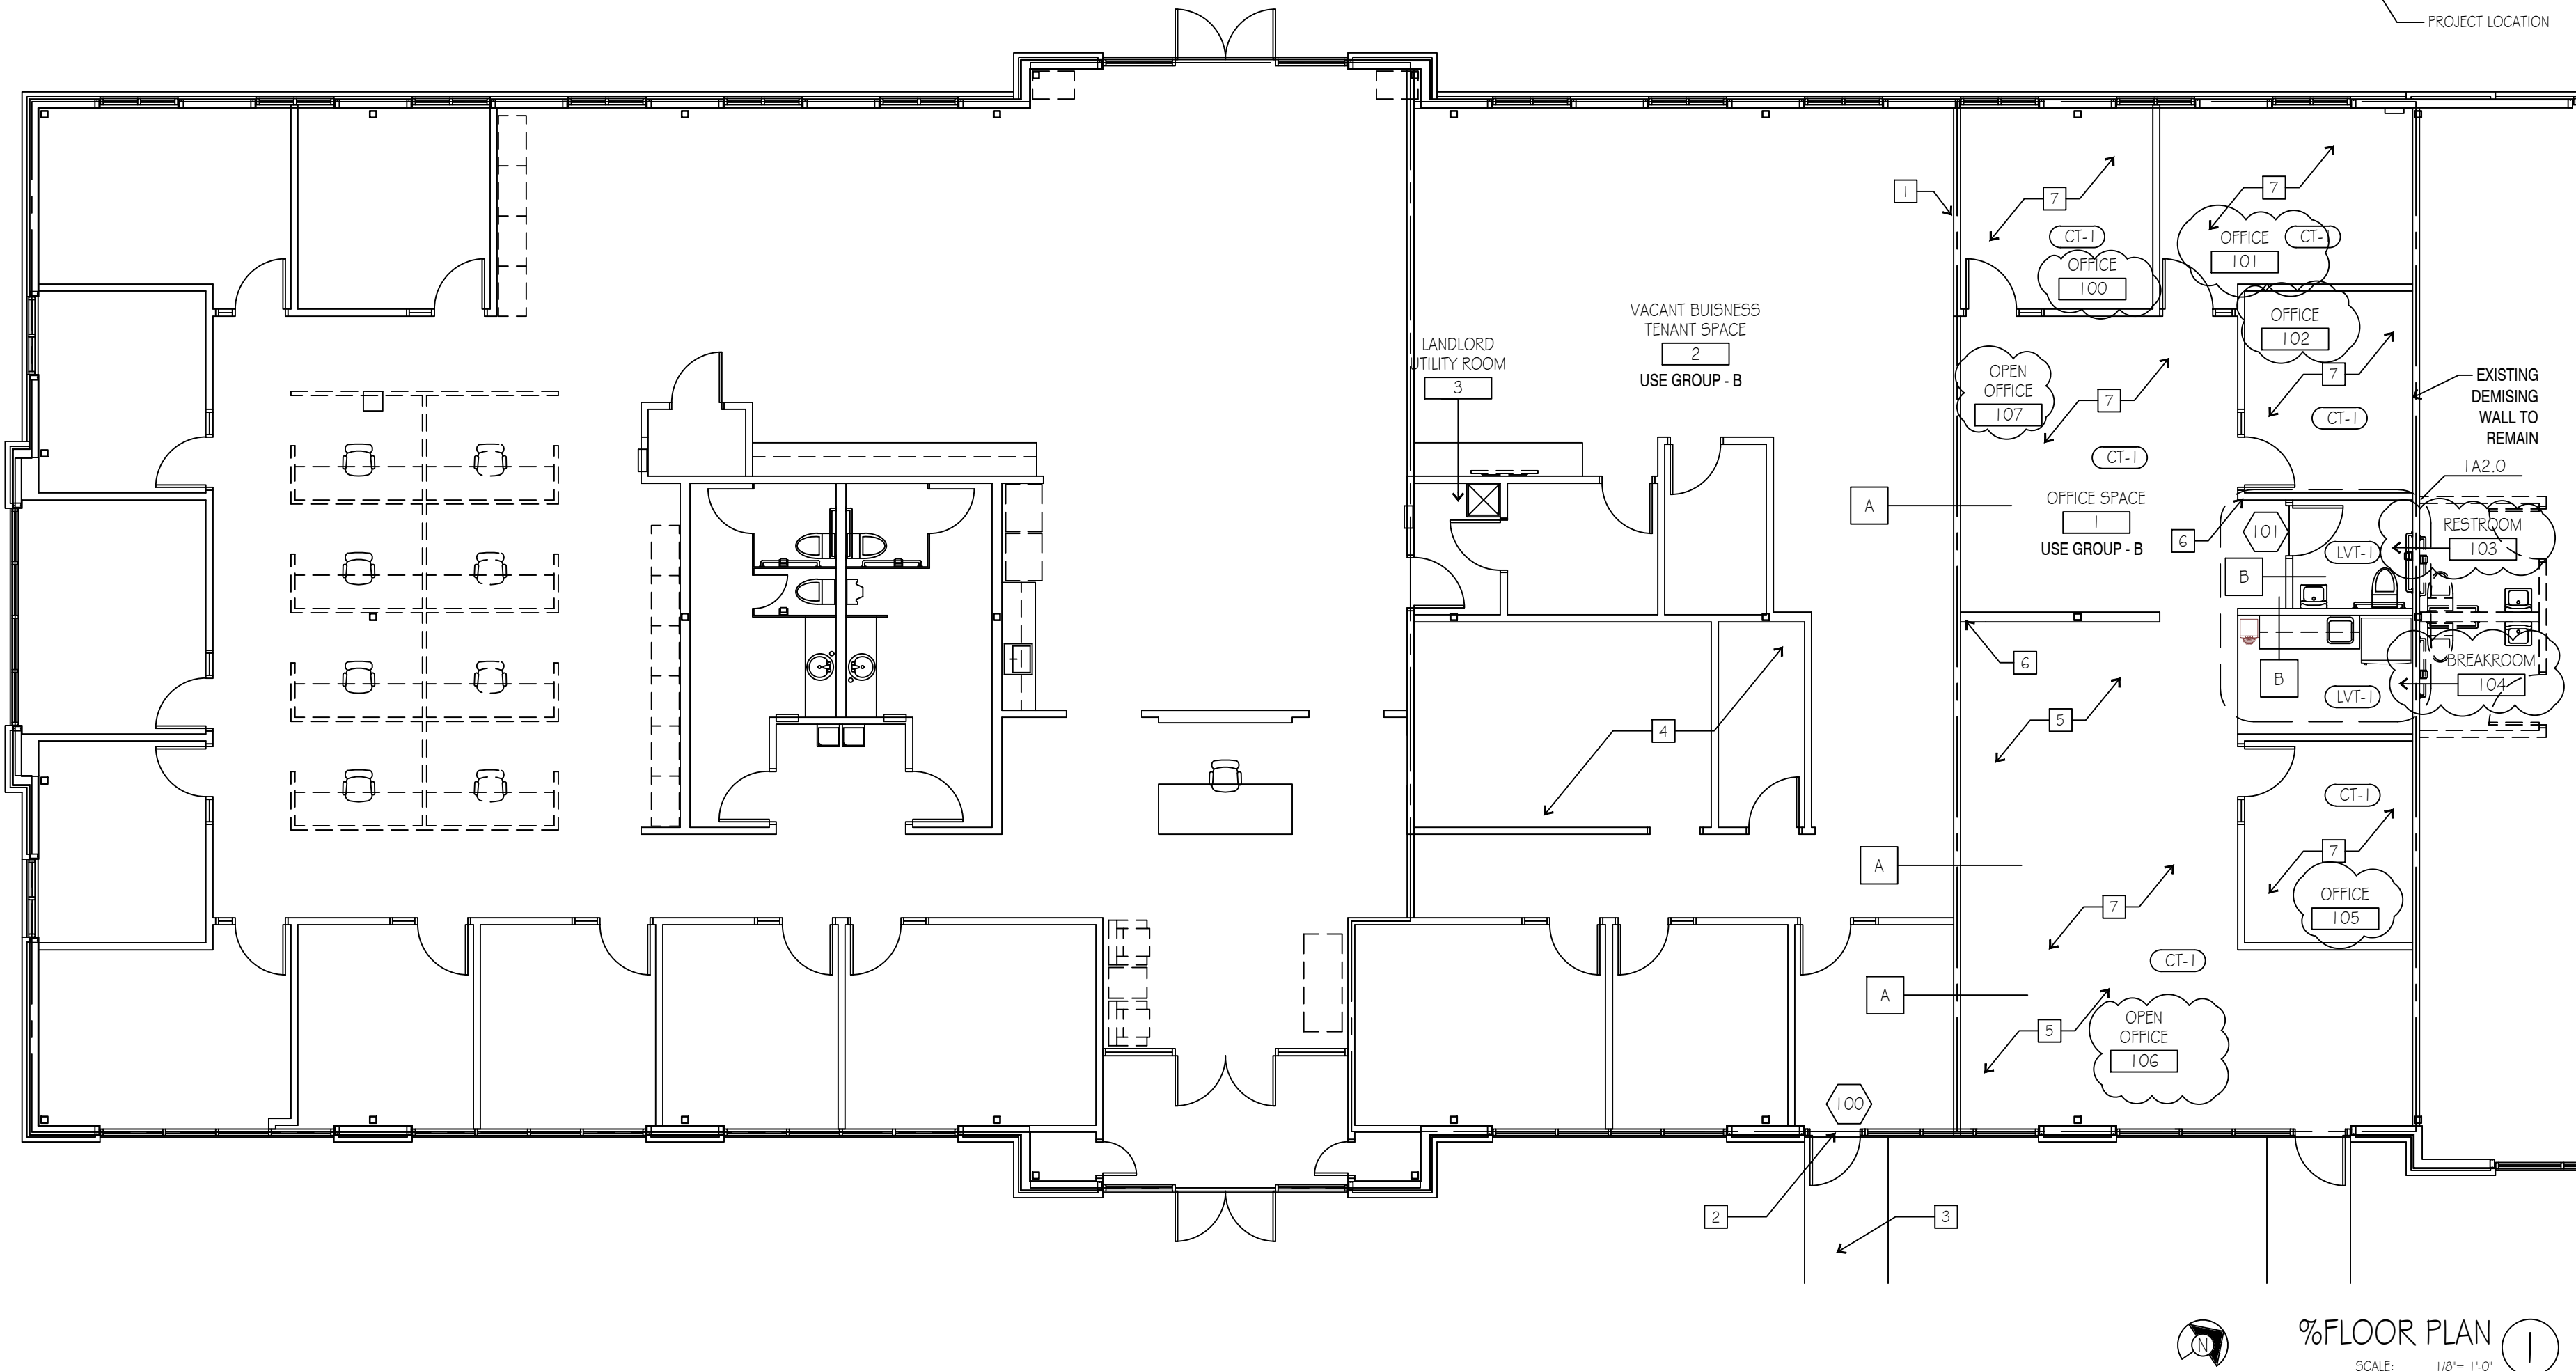 PROJECT LOCATION
1
7
CT-1
OFFICE
100
7
OFFICE
101
CT-1
OFFICE
102
7
CT-1
VACANT BUISNESS
TENANT SPACE
2
USE GROUP - B
LANDLORD
UTILITY ROOM
3
OPEN
OFFICE
107
7
CT-1
EXISTING
DEMISING
WALL TO
REMAIN
1A2.0
A
OFFICE SPACE
1
USE GROUP - B
6
101
LVT-1
RESTROOM
103
B
6
B
BREAKROOM
104
LVT-1
4
5
CT-1
7
OFFICE
105
A
7
CT-1
A
5
OPEN
OFFICE
106
100
2
3
N
%FLOOR PLAN
1
SCALE: 1/8"= 1'-0"